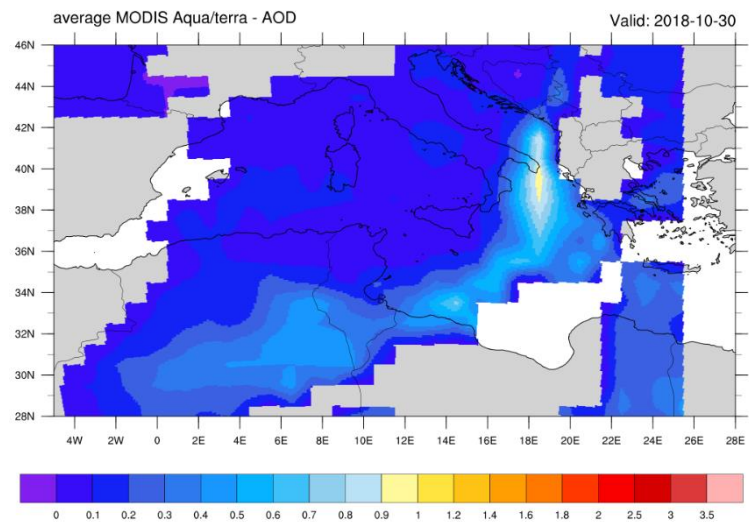 average MODIS Aqua/terra - AOD
Valid: 2018-10-30
46N
44N
42N
40N
38N
36N
34N
32N
30N
28N
4W 2W 0 2E 4E 6E 8E 10E 12E 14E 16E 18E 20E 22E 24E 26E 28E
0 0.1 0.2 0.3 0.4 0.5 0.6 0.7 0.8 0.9 1 1.2 1.4 1.6 1.8 2 2.5 3 3.5